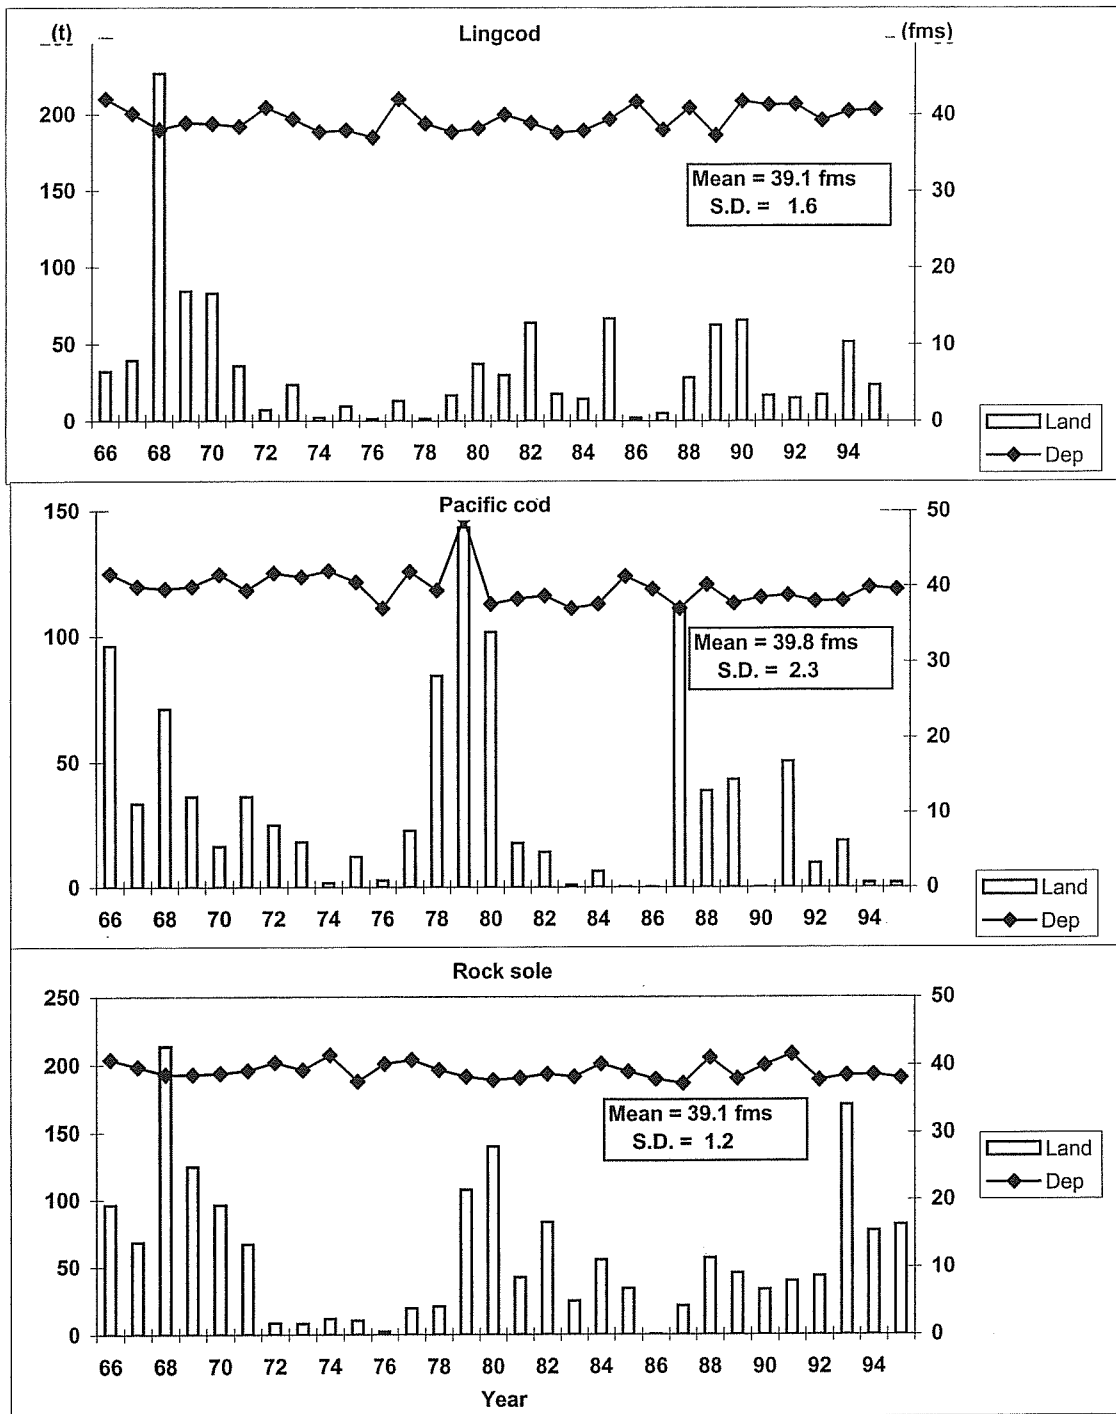 (t) Lingcod (fms)
200 40
150 30
Mean = 39.1 fms
S.D. = 1.6
100 20
50 10
0 0
66 68 70 72 74 76 78 80 82 84 86 88 90 92 94
Land
Dep
Pacific cod
150 50
40
100 Mean = 39.8 fms
S.D. = 2.3
30
50 20
10
0 0
66 68 70 72 74 76 78 80 82 84 86 88 90 92 94
Land
Dep
Rock sole
250 50
200 40
150 30
Mean = 39.1 fms
S.D. = 1.2
100 20
50 10
0 0
66 68 70 72 74 76 78 80 82 84 86 88 90 92 94
Year
Land
Dep